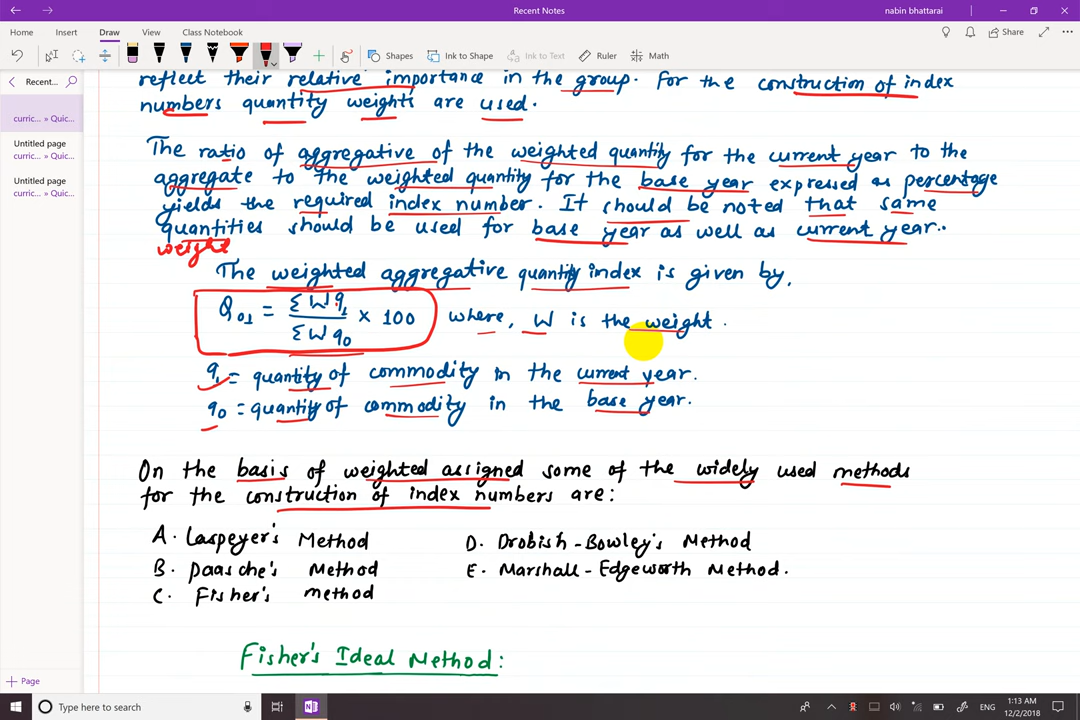 Recent Notes
nabin bhattarai
File Home Insert Draw View Class Notebook
Share
Shapes Ink to Shape Ink to Text Ruler Math
Recent...
curric... » Quic...
Untitled page
curric... » Quic...
Untitled page
curric... » Quic...
reflect their relative importance in the group. For the construction of index
numbers quantity weights are used.
The ratio of aggregative of the weighted quantity for the current year to the
aggregate to the weighted quantity for the base year expressed as percentage
yields the required index number. It should be noted that same
quantities should be used for base year as well as current year.
weight
The weighted aggregative quantity index is given by,
Q₀₁ = ΣWq₁ / ΣWq₀ × 100 where, W is the weight.
q₁ = quantity of commodity in the current year.
q₀ = quantity of commodity in the base year.
On the basis of weighted assigned some of the widely used methods
for the construction of index numbers are:
A. Laspeyer's Method D. Drobish-Bowley's Method
B. Paasche's Method E. Marshall-Edgeworth Method.
C. Fisher's method
Fisher's Ideal Method:
+ Page
Type here to search
ENG
1:13 AM
12/2/2018